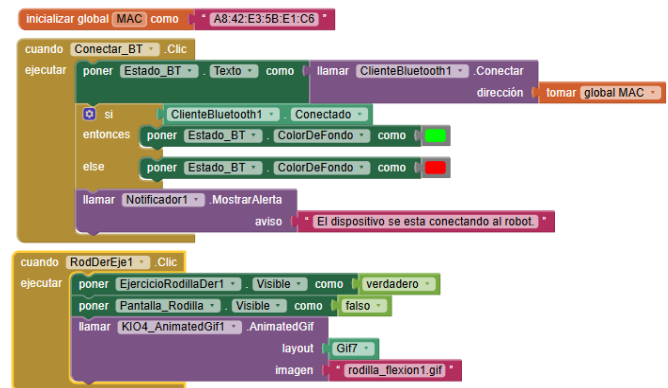 inicializar global MAC como " A8:42:E3:5B:E1:C6 "
cuando Conectar_BT .Clic
ejecutar poner Estado_BT . Texto como llamar ClienteBluetooth1 .Conectar
dirección tomar global MAC
si ClienteBluetooth1 . Conectado
entonces poner Estado_BT . ColorDeFondo como
else poner Estado_BT . ColorDeFondo como
llamar Notificador1 .MostrarAlerta
aviso " El dispositivo se esta conectando al robot. "
cuando RodDerEje1 .Clic
ejecutar poner EjercicioRodillaDer1 . Visible como verdadero
poner Pantalla_Rodilla . Visible como falso
llamar KIO4_AnimatedGif1 .AnimatedGif
layout Gif7
imagen " rodilla_flexion1.gif "